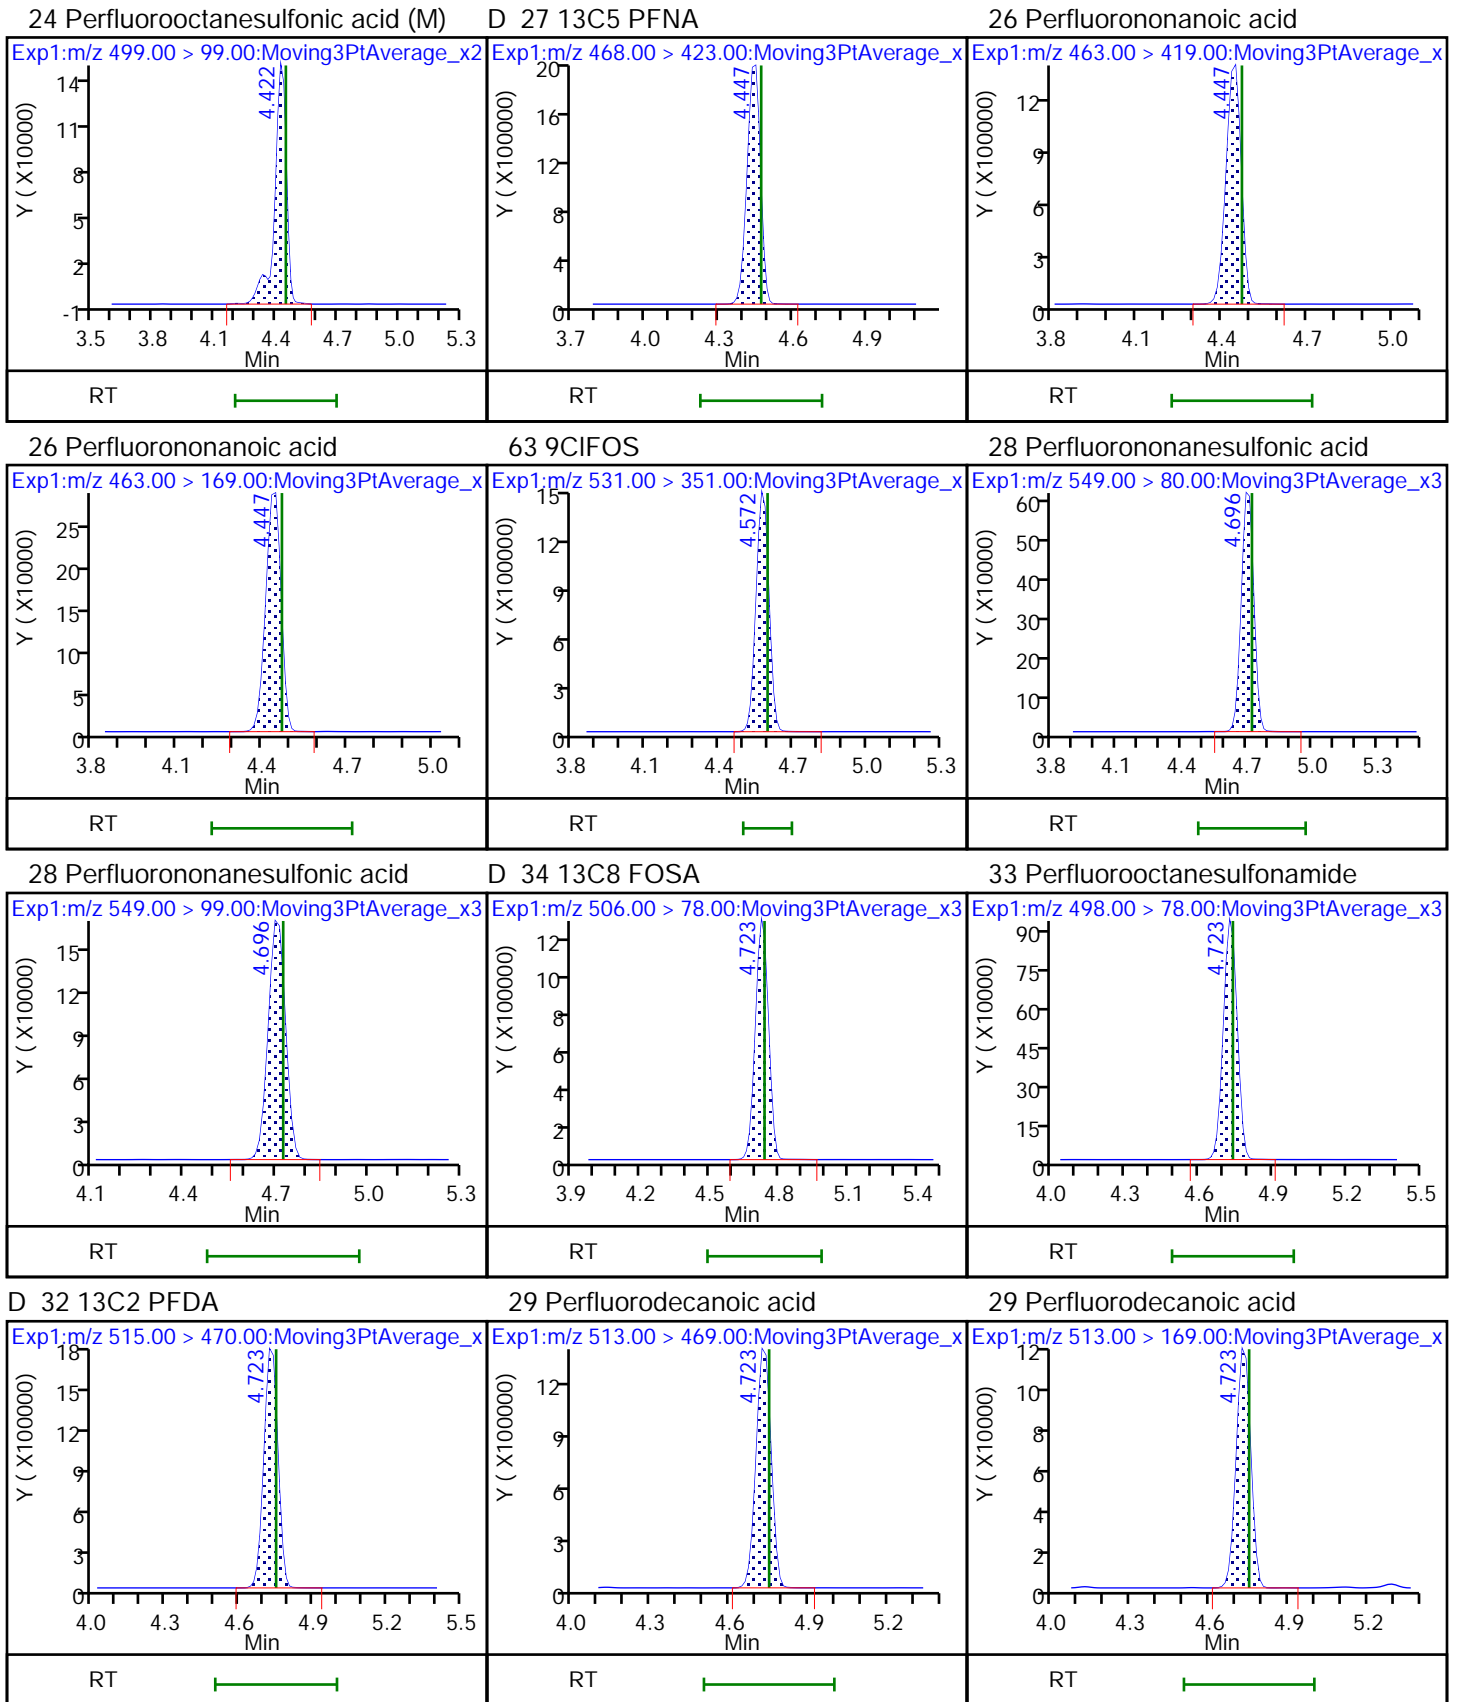 24 Perfluorooctanesulfonic acid (M)
Exp1:m/z 499.00 > 99.00:Moving3PtAverage_x2
4.422
Y ( X10000)
14
11
8
5
2
-1
3.5 3.8 4.1 4.4 4.7 5.0 5.3
Min
RT
D 27 13C5 PFNA
Exp1:m/z 468.00 > 423.00:Moving3PtAverage_x
4.447
Y ( X100000)
20
16
12
8
4
0
3.7 4.0 4.3 4.6 4.9
Min
RT
26 Perfluorononanoic acid
Exp1:m/z 463.00 > 419.00:Moving3PtAverage_x
4.447
Y ( X100000)
12
9
6
3
0
3.8 4.1 4.4 4.7 5.0
Min
RT
26 Perfluorononanoic acid
Exp1:m/z 463.00 > 169.00:Moving3PtAverage_x
4.447
Y ( X10000)
25
20
15
10
5
0
3.8 4.1 4.4 4.7 5.0
Min
RT
63 9ClFOS
Exp1:m/z 531.00 > 351.00:Moving3PtAverage_x
4.572
Y ( X100000)
15
12
9
6
3
0
3.8 4.1 4.4 4.7 5.0 5.3
Min
RT
28 Perfluorononanesulfonic acid
Exp1:m/z 549.00 > 80.00:Moving3PtAverage_x3
4.696
Y ( X10000)
60
50
40
30
20
10
0
3.8 4.1 4.4 4.7 5.0 5.3
Min
RT
28 Perfluorononanesulfonic acid
Exp1:m/z 549.00 > 99.00:Moving3PtAverage_x3
4.696
Y ( X10000)
15
12
9
6
3
0
4.1 4.4 4.7 5.0 5.3
Min
RT
D 34 13C8 FOSA
Exp1:m/z 506.00 > 78.00:Moving3PtAverage_x3
4.723
Y ( X100000)
12
10
8
6
4
2
0
3.9 4.2 4.5 4.8 5.1 5.4
Min
RT
33 Perfluorooctanesulfonamide
Exp1:m/z 498.00 > 78.00:Moving3PtAverage_x3
4.723
Y ( X10000)
90
75
60
45
30
15
0
4.0 4.3 4.6 4.9 5.2 5.5
Min
RT
D 32 13C2 PFDA
Exp1:m/z 515.00 > 470.00:Moving3PtAverage_x
4.723
Y ( X100000)
18
15
12
9
6
3
0
4.0 4.3 4.6 4.9 5.2 5.5
Min
RT
29 Perfluorodecanoic acid
Exp1:m/z 513.00 > 469.00:Moving3PtAverage_x
4.723
Y ( X100000)
12
9
6
3
0
4.0 4.3 4.6 4.9 5.2
Min
RT
29 Perfluorodecanoic acid
Exp1:m/z 513.00 > 169.00:Moving3PtAverage_x
4.723
Y ( X10000)
12
10
8
6
4
2
0
4.0 4.3 4.6 4.9 5.2
Min
RT